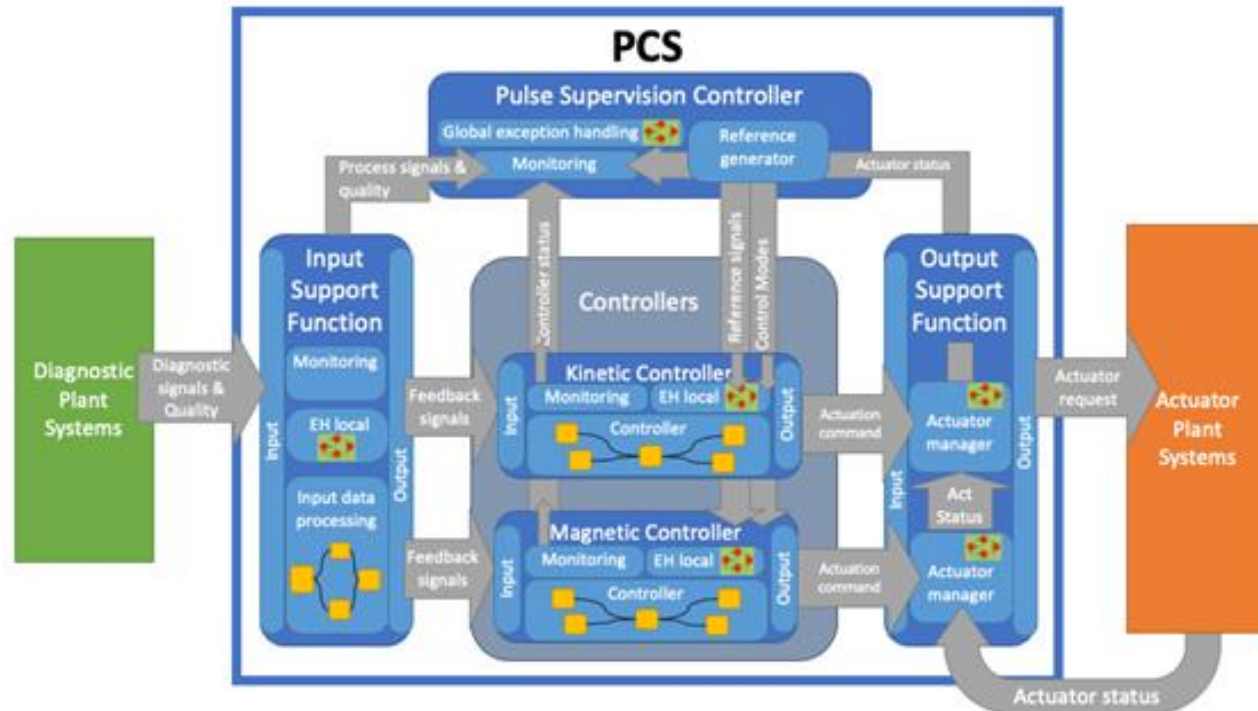 PCS
Pulse Supervision Controller
Global exception handling
Monitoring
Reference
generator
Process signals &
quality
Actuator status
Controller status
Reference signals
Control Modes
Diagnostic
Plant
Systems
Diagnostic
signals &
Quality
Input
Support
Function
Input
Monitoring
EH local
Input data
processing
Output
Feedback
signals
Feedback
signals
Controllers
Kinetic Controller
Input
Monitoring
EH local
Controller
Output
Magnetic Controller
Input
Monitoring
EH local
Controller
Output
Actuation
command
Actuation
command
Output
Support
Function
Input
Actuator
manager
Act
Status
Actuator
manager
Output
Actuator
request
Actuator
Plant
Systems
Actuator status